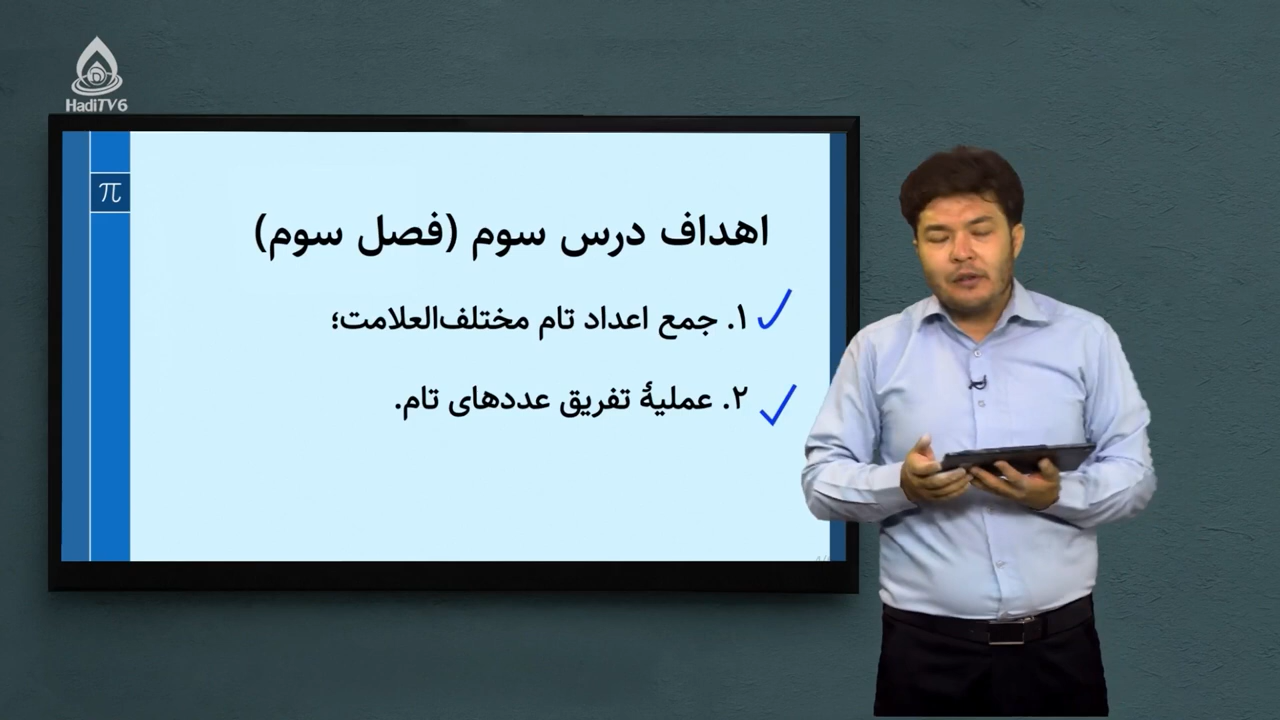 HadiTV6
π
اهداف درس سوم (فصل سوم)
۱. جمع اعداد تام مختلف‌العلامت؛
۲. عملیهٔ تفریق عددهای تام.